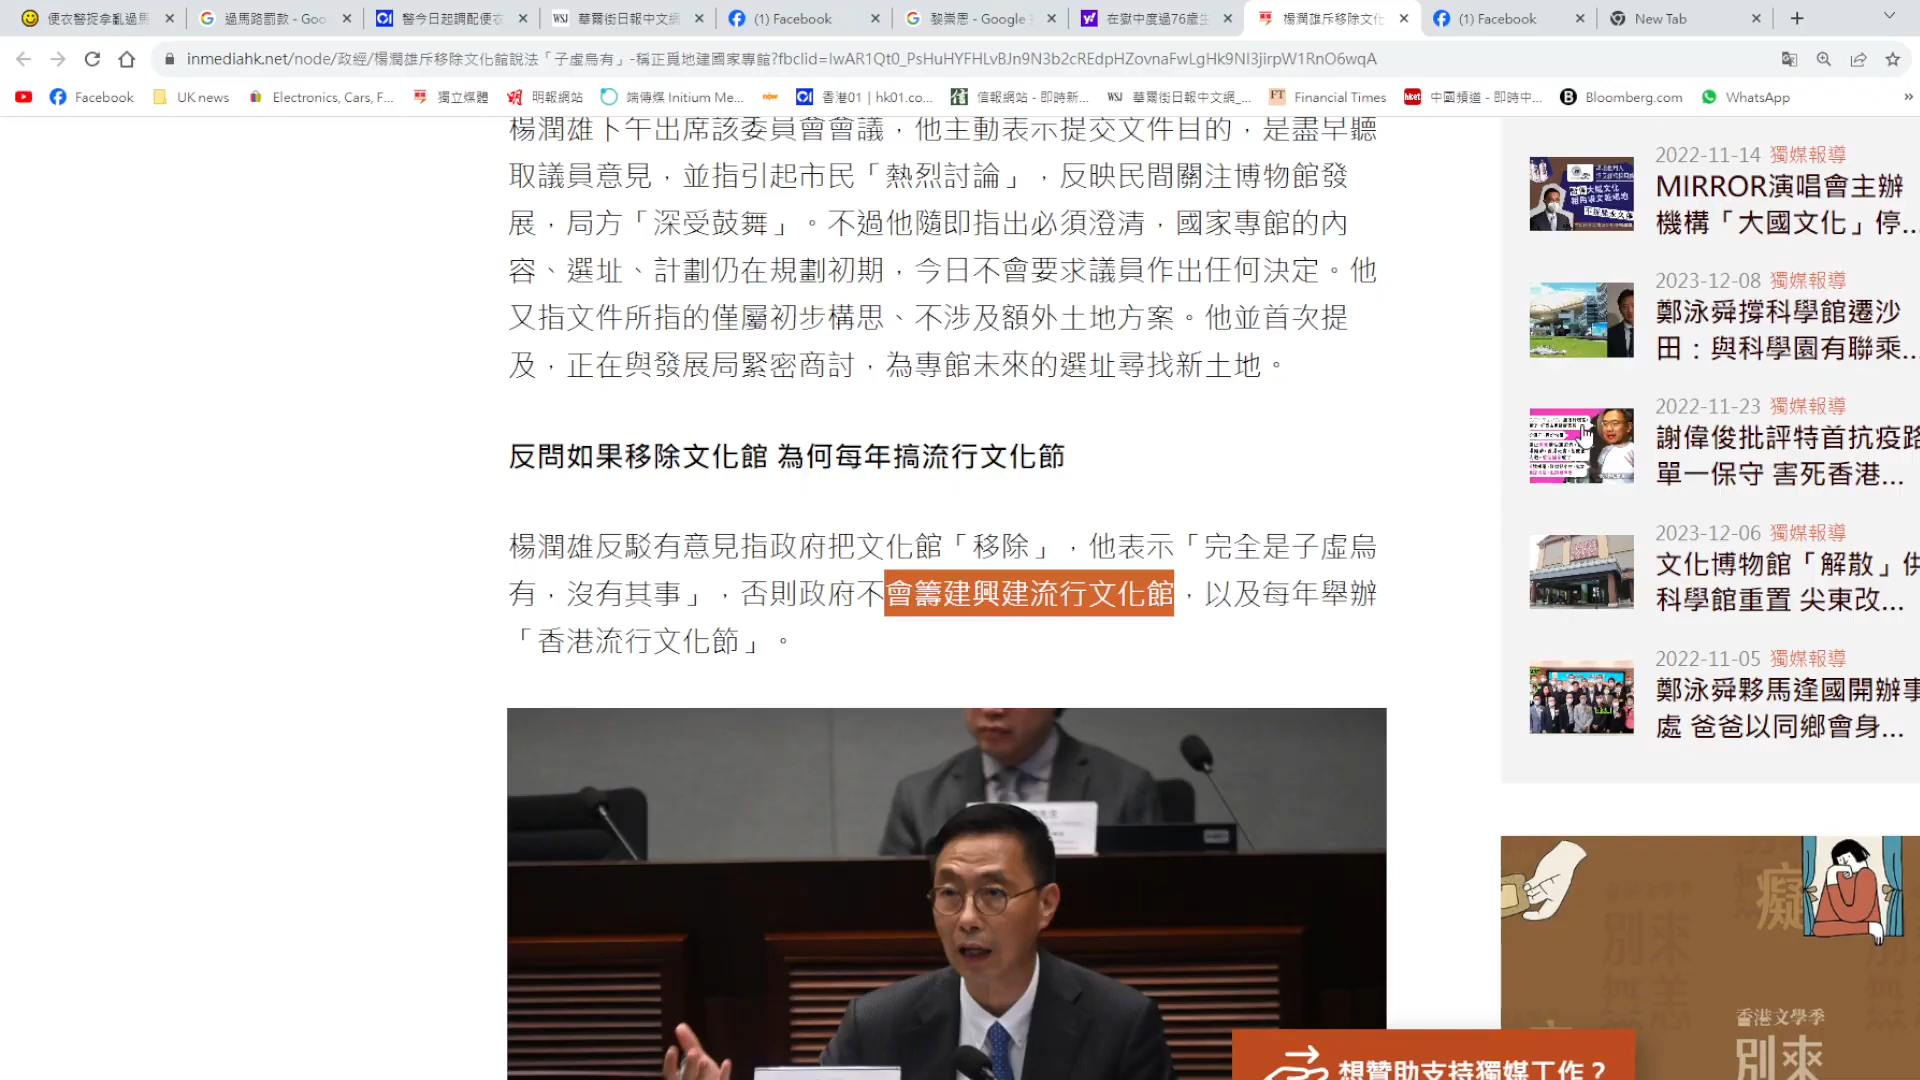 便衣警捉拿亂過馬
過馬路罰款 - Goo
警今日起調配便衣
華爾街日報中文網
(1) Facebook
黎崇恩 - Google
在獄中度過76歲生
楊潤雄斥移除文化
(1) Facebook
New Tab
inmediahk.net/node/政經/楊潤雄斥移除文化館說法「子虛烏有」-稱正覓地建國家專館?fbclid=IwAR1Qt0_PsHuHYFHLvBJn9N3b2cREdpHZovnaFwLgHk9NI3jirpW1RnO6wqA
Facebook
UK news
Electronics, Cars, F...
獨立媒體
明報網站
端傳媒 Initium Me...
香港01 | hk01.co...
信報網站 - 即時新...
華爾街日報中文網_...
Financial Times
中國頻道 - 即時中...
Bloomberg.com
WhatsApp
楊潤雄下午出席該委員會會議，他主動表示提交文件目的，是盡早聽
取議員意見，並指引起市民「熱烈討論」，反映民間關注博物館發
展，局方「深受鼓舞」。不過他隨即指出必須澄清，國家專館的內
容、選址、計劃仍在規劃初期，今日不會要求議員作出任何決定。他
又指文件所指的僅屬初步構思、不涉及額外土地方案。他並首次提
及，正在與發展局緊密商討，為專館未來的選址尋找新土地。
反問如果移除文化館 為何每年搞流行文化節
楊潤雄反駁有意見指政府把文化館「移除」，他表示「完全是子虛烏
有，沒有其事」，否則政府不會籌建興建流行文化館，以及每年舉辦
「香港流行文化節」。
2022-11-14 獨媒報導
MIRROR演唱會主辦
機構「大國文化」停...
2023-12-08 獨媒報導
鄭泳舜撐科學館遷沙
田：與科學園有聯乘...
2022-11-23 獨媒報導
謝偉俊批評特首抗疫路
單一保守 害死香港...
2023-12-06 獨媒報導
文化博物館「解散」供
科學館重置 尖東改...
2022-11-05 獨媒報導
鄭泳舜夥馬逢國開辦事
處 爸爸以同鄉會身...
癡
香港文學季
別來
想贊助支持獨媒工作？